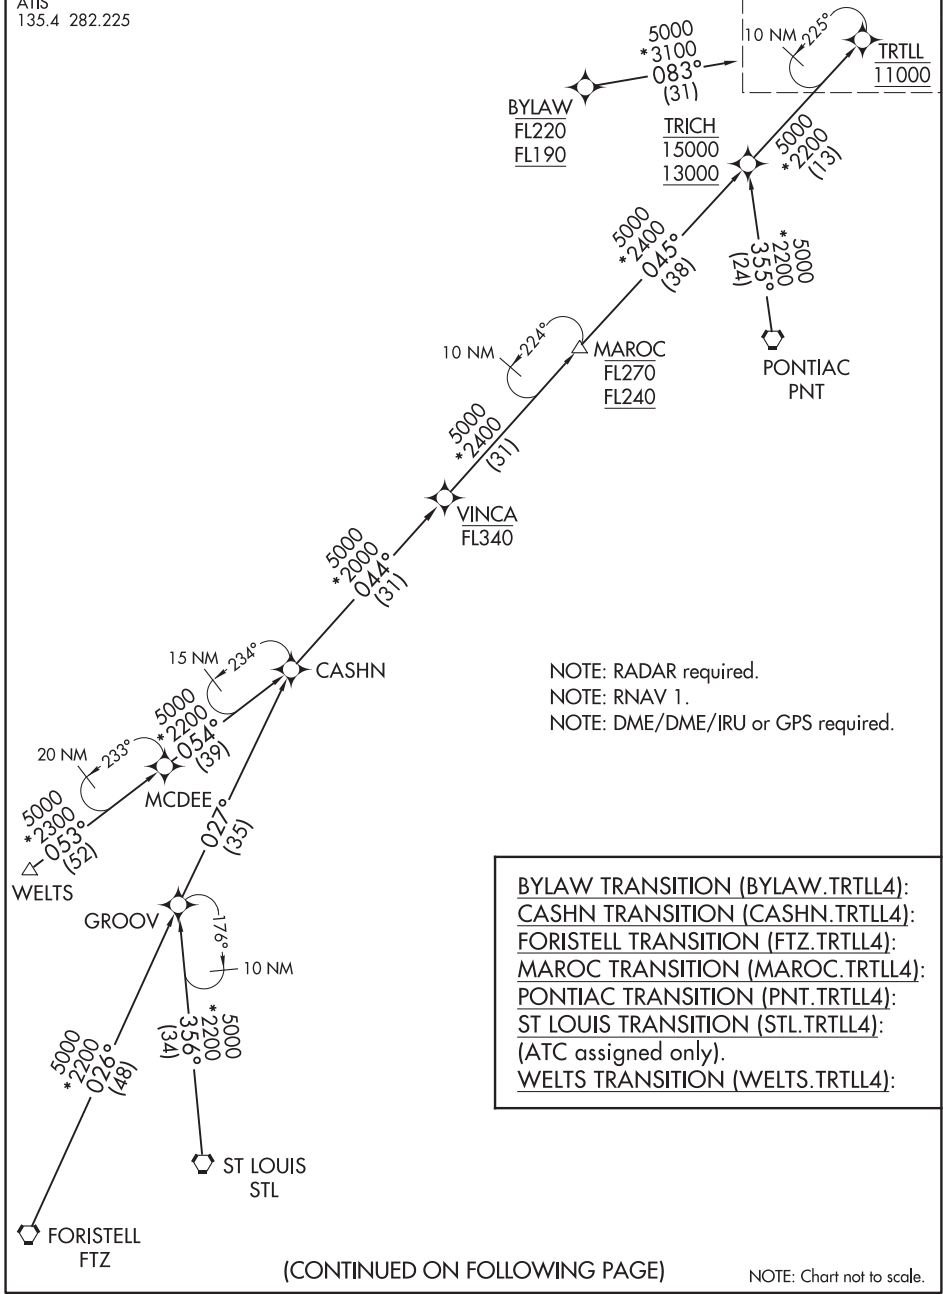 ATIS
135.4 282.225
5000
*3100
083°
(31)
BYLAW
FL220
FL190
10 NM
225°
TRTLL
11000
TRICH
15000
13000
5000
*2200
(13)
5000
*2400
045°
(38)
5000
*2200
355°
(24)
PONTIAC
PNT
10 NM
224°
MAROC
FL270
FL240
5000
*2400
(31)
VINCA
FL340
5000
*2000
044°
(31)
15 NM
234°
CASHN
NOTE: RADAR required.
NOTE: RNAV 1.
NOTE: DME/DME/IRU or GPS required.
5000
*2200
054°
(39)
20 NM
233°
MCDEE
5000
*2300
053°
(52)
WELTS
027°
(35)
GROOV
176°
10 NM
5000
*2200
356°
(34)
5000
*2200
026°
(48)
ST LOUIS
STL
FORISTELL
FTZ
BYLAW TRANSITION (BYLAW.TRTLL4):
CASHN TRANSITION (CASHN.TRTLL4):
FORISTELL TRANSITION (FTZ.TRTLL4):
MAROC TRANSITION (MAROC.TRTLL4):
PONTIAC TRANSITION (PNT.TRTLL4):
ST LOUIS TRANSITION (STL.TRTLL4):
(ATC assigned only).
WELTS TRANSITION (WELTS.TRTLL4):
(CONTINUED ON FOLLOWING PAGE)
NOTE: Chart not to scale.